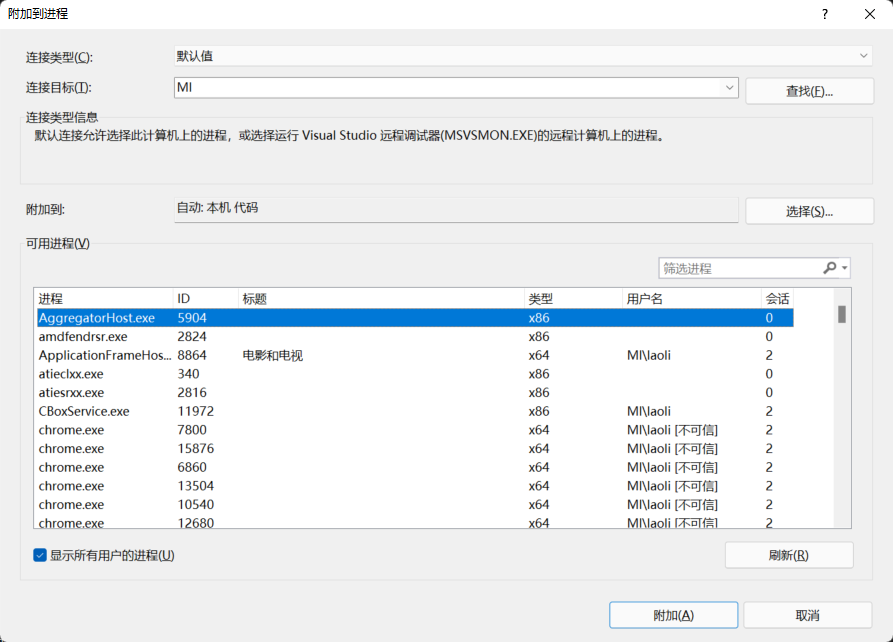 附加到进程
连接类型(C): 默认值
连接目标(T): MI 查找(F)...
连接类型信息
默认连接允许选择此计算机上的进程，或选择运行 Visual Studio 远程调试器(MSVSMON.EXE)的远程计算机上的进程。
附加到: 自动: 本机 代码 选择(S)...
可用进程(V)
筛选进程
进程 ID 标题 类型 用户名 会话
AggregatorHost.exe 5904 x86 0
amdfendrsr.exe 2824 x86 0
ApplicationFrameHos... 8864 电影和电视 x64 MI\laoli 2
atieclxx.exe 340 x86 0
atiesrxx.exe 2816 x86 0
CBoxService.exe 11972 x86 MI\laoli 2
chrome.exe 7800 x64 MI\laoli [不可信] 2
chrome.exe 15876 x64 MI\laoli [不可信] 2
chrome.exe 6860 x64 MI\laoli [不可信] 2
chrome.exe 13504 x64 MI\laoli [不可信] 2
chrome.exe 10540 x64 MI\laoli [不可信] 2
chrome.exe 12680 x64 MI\laoli [不可信] 2
显示所有用户的进程(U) 刷新(R)
附加(A) 取消